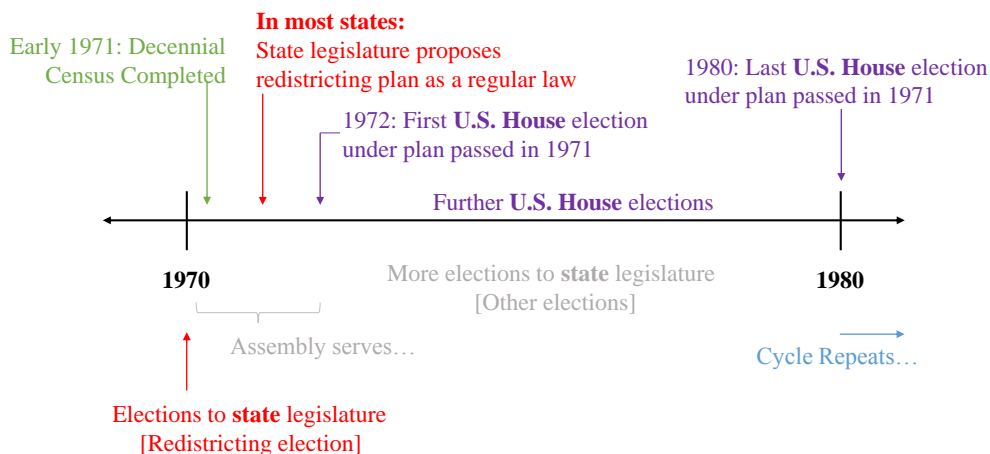 In most states:
Early 1971: Decennial
Census Completed
State legislature proposes
redistricting plan as a regular law
1980: Last U.S. House election
under plan passed in 1971
1972: First U.S. House election
under plan passed in 1971
Further U.S. House elections
1970
More elections to state legislature
[Other elections]
1980
Assembly serves…
Cycle Repeats…
Elections to state legislature
[Redistricting election]